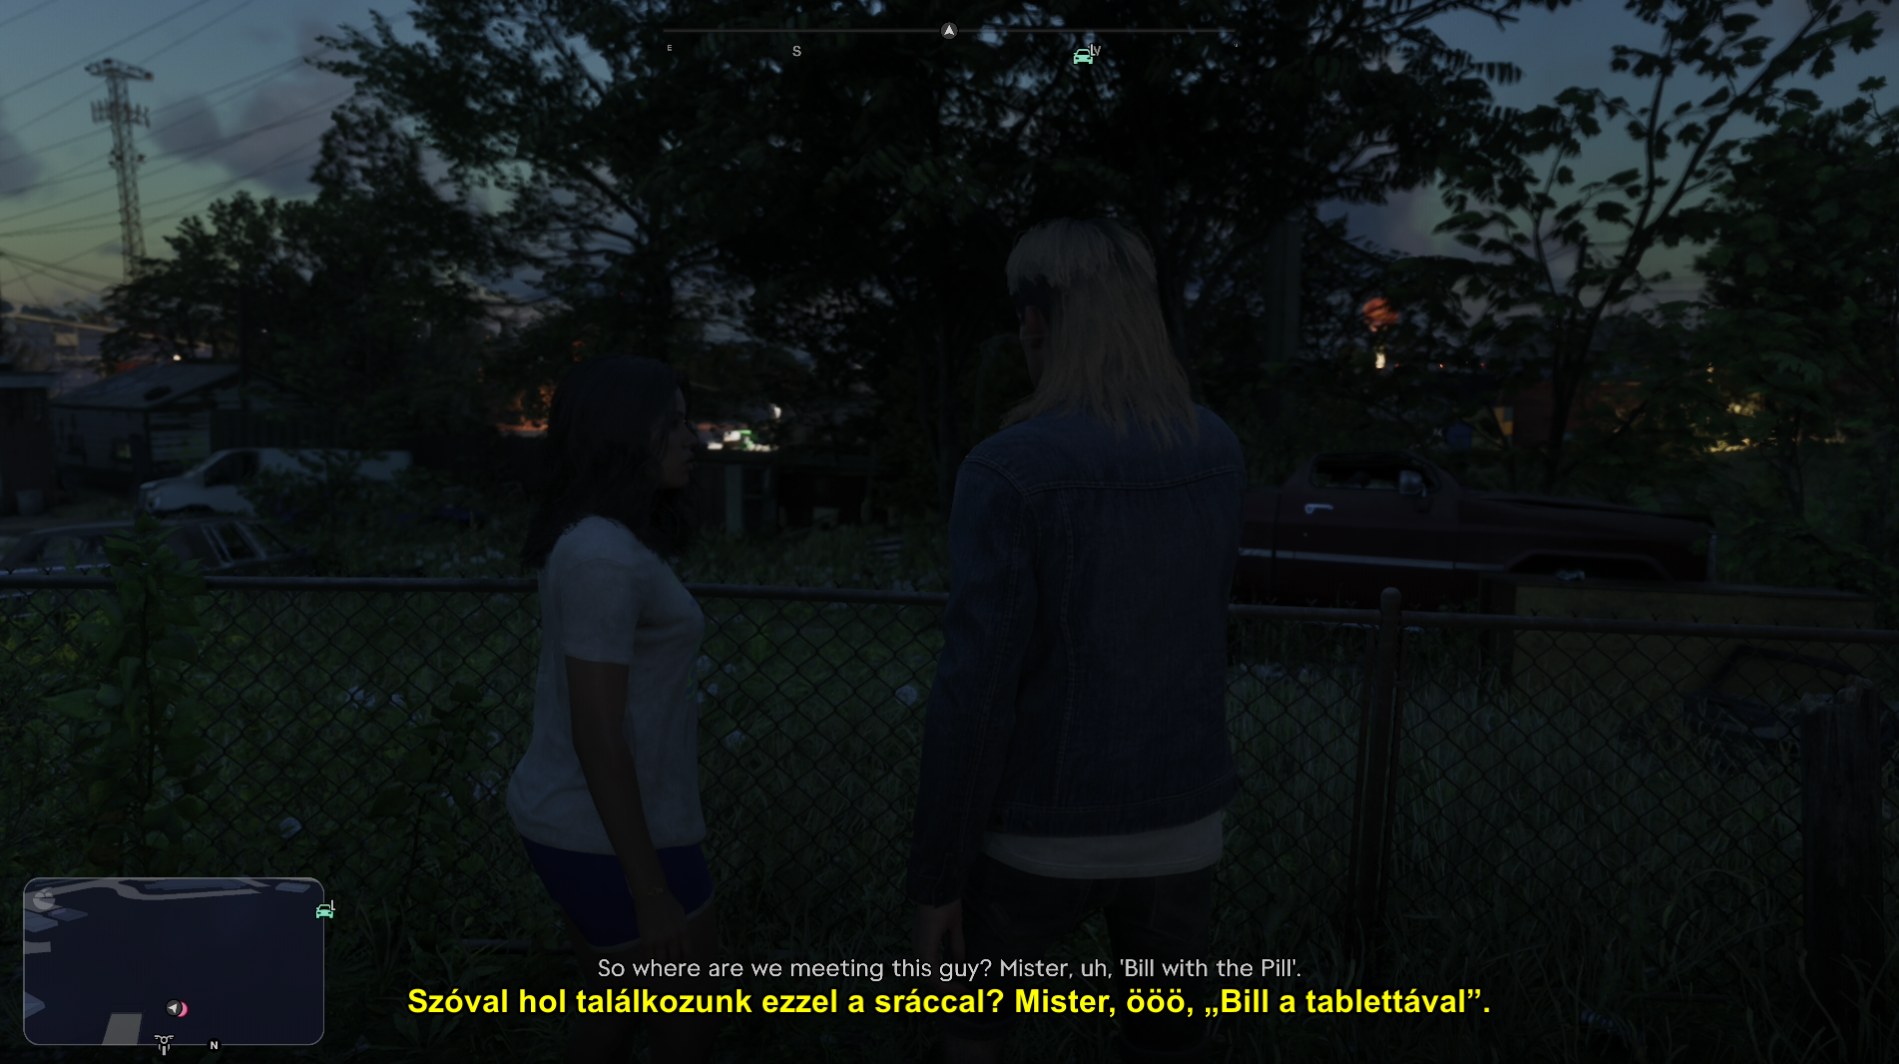 E
S
W
So where are we meeting this guy? Mister, uh, 'Bill with the Pill'.
Szóval hol találkozunk ezzel a sráccal? Mister, ööö, „Bill a tablettával”.
L
N